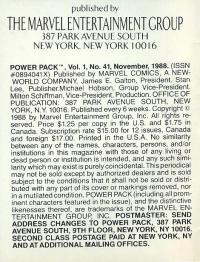 published by
THE MARVEL ENTERTAINMENT GROUP
387 PARK AVENUE SOUTH
NEW YORK, NEW YORK 10016
POWER PACK™, Vol. 1, No. 41, November, 1988. (ISSN
#0894041X) Published by MARVEL COMICS, A NEW-
WORLD COMPANY, James E. Galton, President. Stan
Lee, Publisher. Michael Hobson, Group Vice-President.
Milton Schiffman, Vice-President, Production. OFFICE OF
PUBLICATION: 387 PARK AVENUE SOUTH, NEW
YORK, N.Y. 10016. Published every 6 weeks. Copyright ©
1988 by Marvel Entertainment Group, Inc. All rights re-
served. Price $1.25 per copy in the U.S. and $1.75 in
Canada. Subscription rate $15.00 for 12 issues, Canada
and foreign $17.00. Printed in the U.S.A. No similarity
between any of the names, characters, persons, and/or
institutions in this magazine with those of any living or
dead person or institution is intended, and any such simi-
larity which may exist is purely coincidental. This periodical
may not be sold except by authorized dealers and is sold
subject to the conditions that it shall not be sold or distri-
buted with any part of its cover or markings removed, nor
in a mutilated condition. POWER PACK (including all prom-
inent characters featured in the issue), and the distinctive
likenesses thereof, are trademarks of the MARVEL EN-
TERTAINMENT GROUP, INC. POSTMASTER: SEND
ADDRESS CHANGES TO POWER PACK, 387 PARK
AVENUE SOUTH, 9TH FLOOR, NEW YORK, NY 10016.
SECOND CLASS POSTAGE PAID AT NEW YORK, NY
AND AT ADDITIONAL MAILING OFFICES.